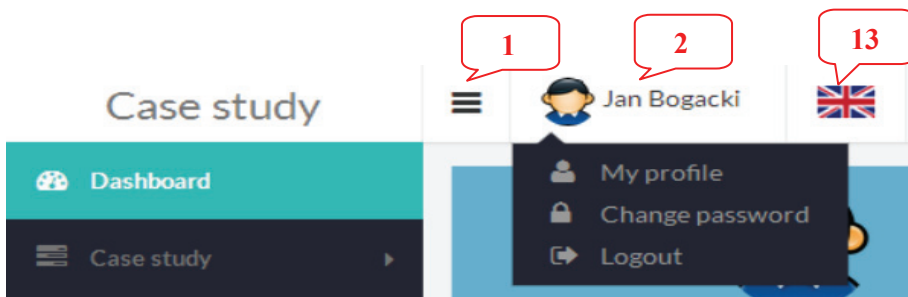 1
2
13
Case study
Jan Bogacki
Dashboard
My profile
Change password
Case study
Logout